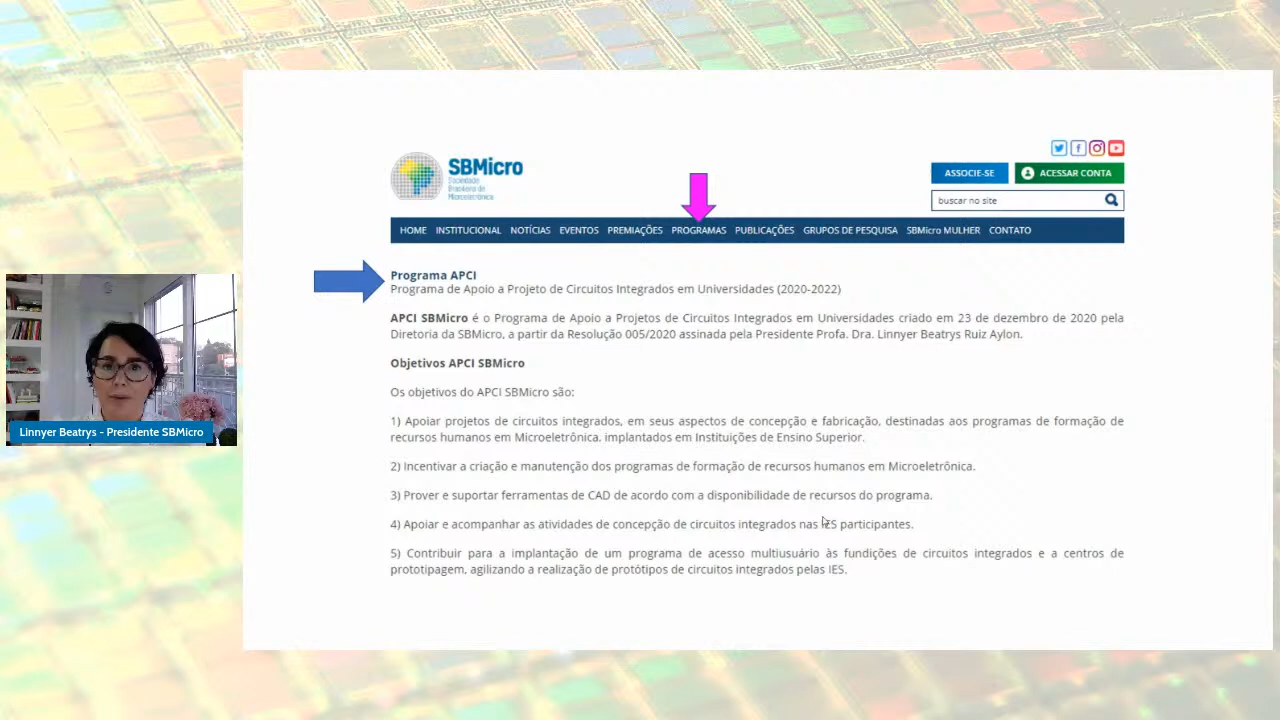 SBMicro
Sociedade
Brasileira de
Microeletrônica
ASSOCIE-SE
ACESSAR CONTA
buscar no site
HOME INSTITUCIONAL NOTÍCIAS EVENTOS PREMIAÇÕES PROGRAMAS PUBLICAÇÕES GRUPOS DE PESQUISA SBMicro MULHER CONTATO
Programa APCI
Programa de Apoio a Projeto de Circuitos Integrados em Universidades (2020-2022)
APCI SBMicro é o Programa de Apoio a Projetos de Circuitos Integrados em Universidades criado em 23 de dezembro de 2020 pela
Diretoria da SBMicro, a partir da Resolução 005/2020 assinada pela Presidente Profa. Dra. Linnyer Beatrys Ruiz Aylon.
Objetivos APCI SBMicro
Os objetivos do APCI SBMicro são:
1) Apoiar projetos de circuitos integrados, em seus aspectos de concepção e fabricação, destinadas aos programas de formação de
recursos humanos em Microeletrônica, implantados em Instituições de Ensino Superior.
2) Incentivar a criação e manutenção dos programas de formação de recursos humanos em Microeletrônica.
3) Prover e suportar ferramentas de CAD de acordo com a disponibilidade de recursos do programa.
4) Apoiar e acompanhar as atividades de concepção de circuitos integrados nas IES participantes.
5) Contribuir para a implantação de um programa de acesso multiusuário às fundições de circuitos integrados e a centros de
prototipagem, agilizando a realização de protótipos de circuitos integrados pelas IES.
Linnyer Beatrys - Presidente SBMicro